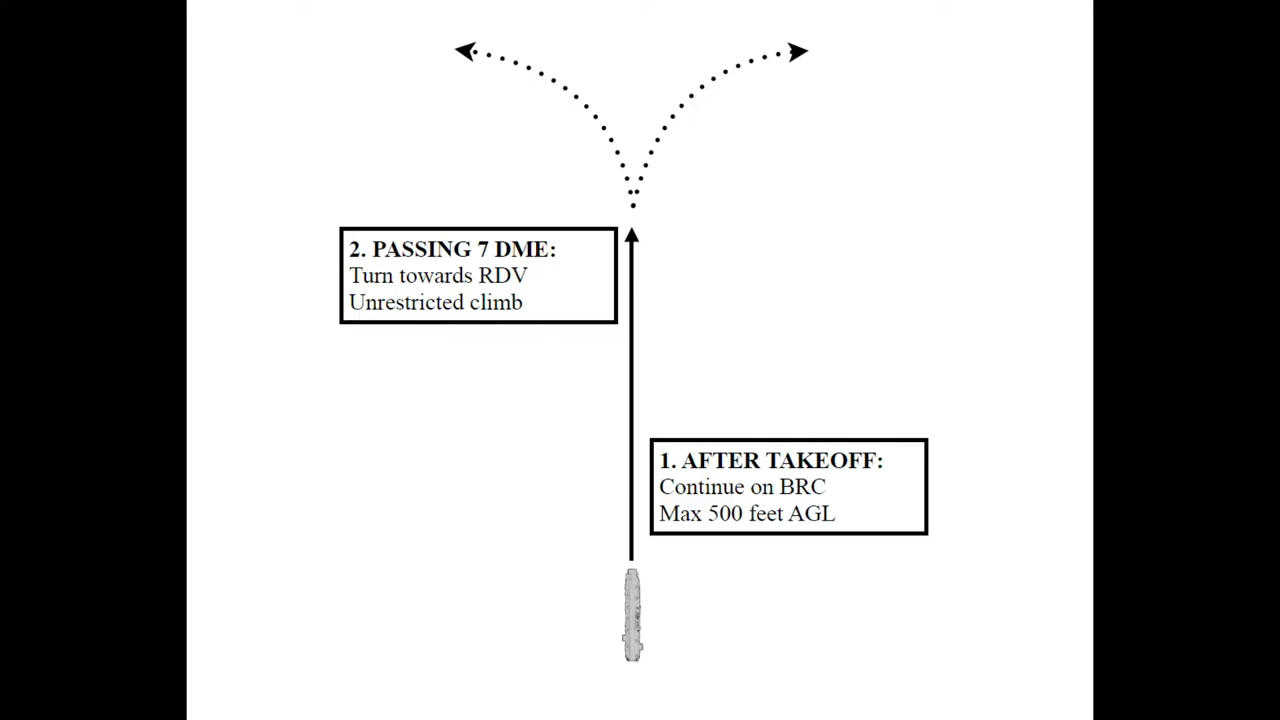 2. PASSING 7 DME:
Turn towards RDV
Unrestricted climb
1. AFTER TAKEOFF:
Continue on BRC
Max 500 feet AGL